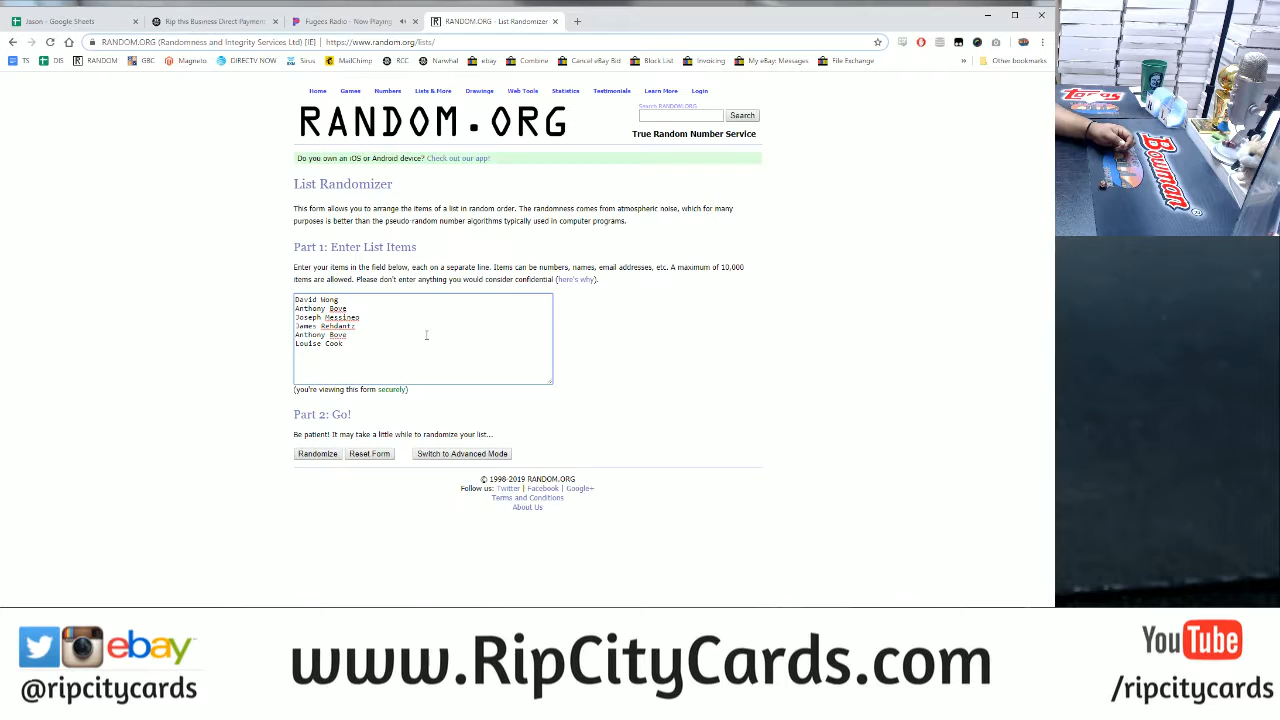 Jason - Google Sheets
Rip this Business Direct Payment
Fugees Radio - Now Playing
RANDOM.ORG - List Randomizer
RANDOM.ORG (Randomness and Integrity Services Ltd) [IE] | https://www.random.org/lists/
TS DIS RANDOM GBC Magneto DIRECTV NOW Sirius MailChimp RCC Narwhal ebay Combine Cancel eBay Bid Block List Invoicing My eBay: Messages File Exchange » Other bookmarks
Home Games Numbers Lists & More Drawings Web Tools Statistics Testimonials Learn More Login
RANDOM.ORG
Search RANDOM.ORG
Search
True Random Number Service
Do you own an iOS or Android device? Check out our app!
List Randomizer
This form allows you to arrange the items of a list in random order. The randomness comes from atmospheric noise, which for many
purposes is better than the pseudo-random number algorithms typically used in computer programs.
Part 1: Enter List Items
Enter your items in the field below, each on a separate line. Items can be numbers, names, email addresses, etc. A maximum of 10,000
items are allowed. Please don't enter anything you would consider confidential (here's why).
David Wong
Anthony Bove
Joseph Messineo
James Rehdantz
Anthony Bove
Louise Cook
(you're viewing this form securely)
Part 2: Go!
Be patient! It may take a little while to randomize your list...
Randomize Reset Form Switch to Advanced Mode
© 1998-2019 RANDOM.ORG
Follow us: Twitter | Facebook | Google+
Terms and Conditions
About Us
Topps
Bowman
ebay
@ripcitycards
www.RipCityCards.com
YouTube
/ripcitycards